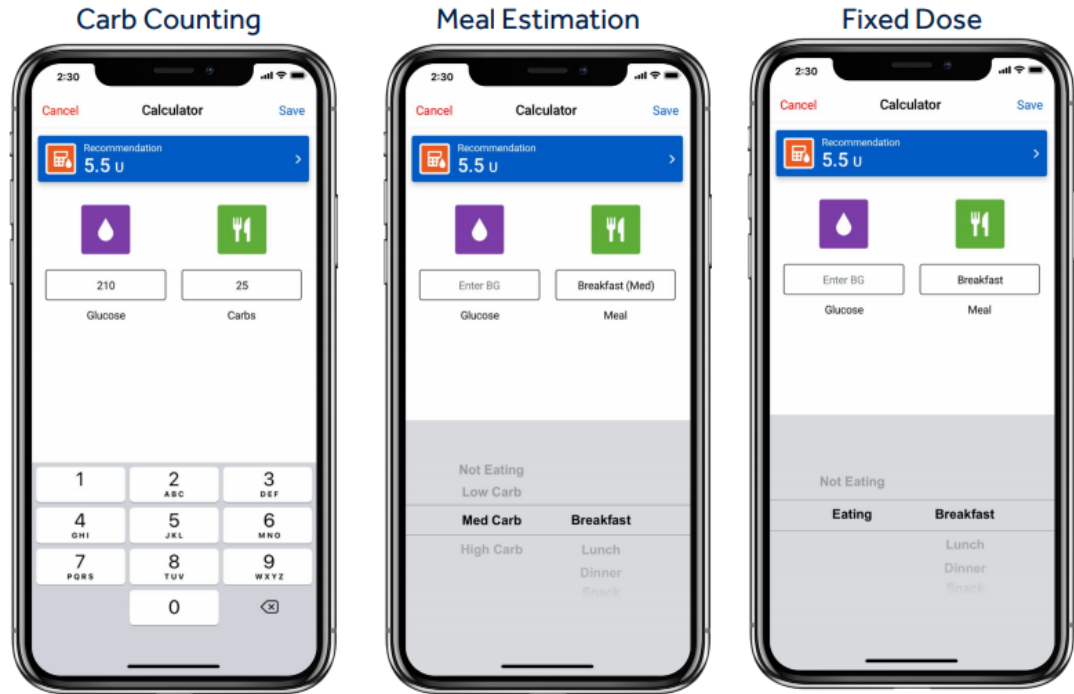 Carb Counting
2:30
Cancel Calculator Save
Recommendation
5.5 U
210 25
Glucose Carbs
1 2 3
ABC DEF
4 5 6
GHI JKL MNO
7 8 9
PQRS TUV WXYZ
0
Meal Estimation
2:30
Cancel Calculator Save
Recommendation
5.5 U
Enter BG Breakfast (Med)
Glucose Meal
Not Eating
Low Carb
Med Carb Breakfast
High Carb Lunch
Dinner
Snack
Fixed Dose
2:30
Cancel Calculator Save
Recommendation
5.5 U
Enter BG Breakfast
Glucose Meal
Not Eating
Eating Breakfast
Lunch
Dinner
Snack